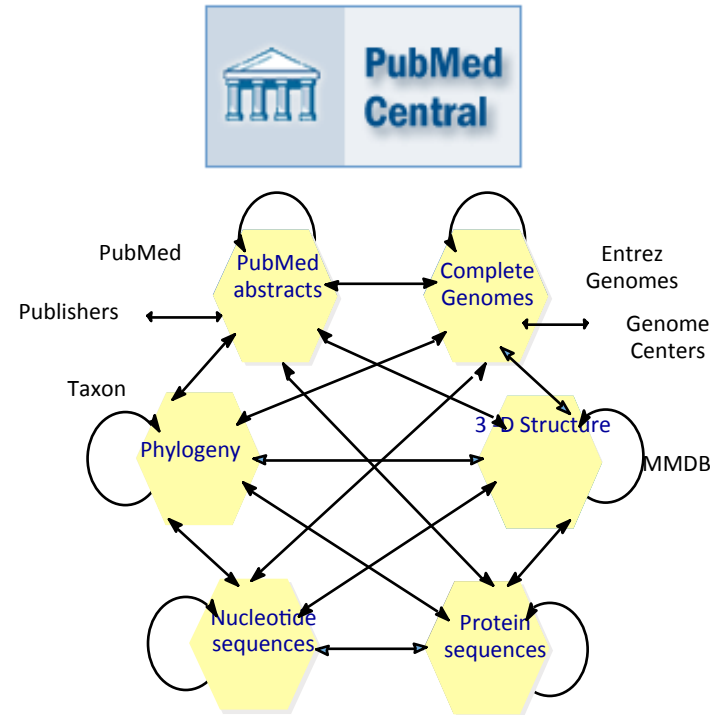 PubMed
Central
PubMed
PubMed
abstracts
Complete
Genomes
Entrez
Genomes
Publishers
Genome
Centers
Taxon
Phylogeny
3 -D Structure
MMDB
Nucleotide
sequences
Protein
sequences